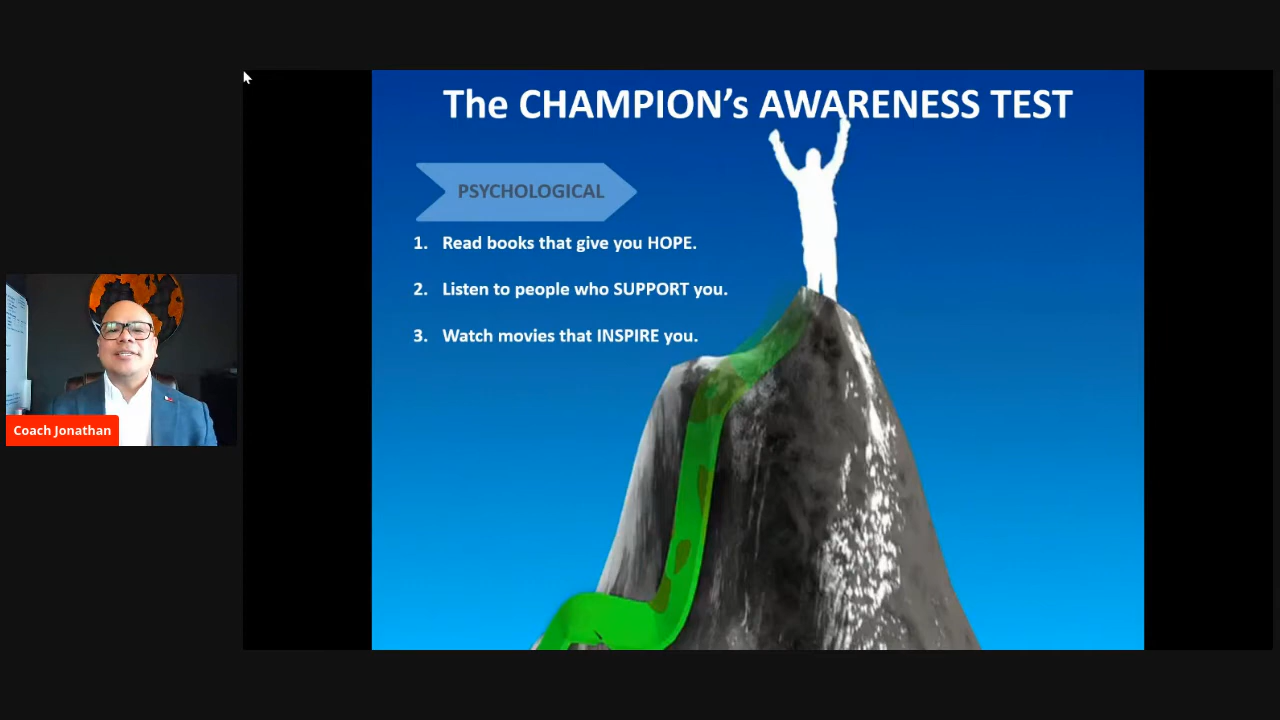 The CHAMPION's AWARENESS TEST
PSYCHOLOGICAL
1. Read books that give you HOPE.
2. Listen to people who SUPPORT you.
3. Watch movies that INSPIRE you.
Coach Jonathan